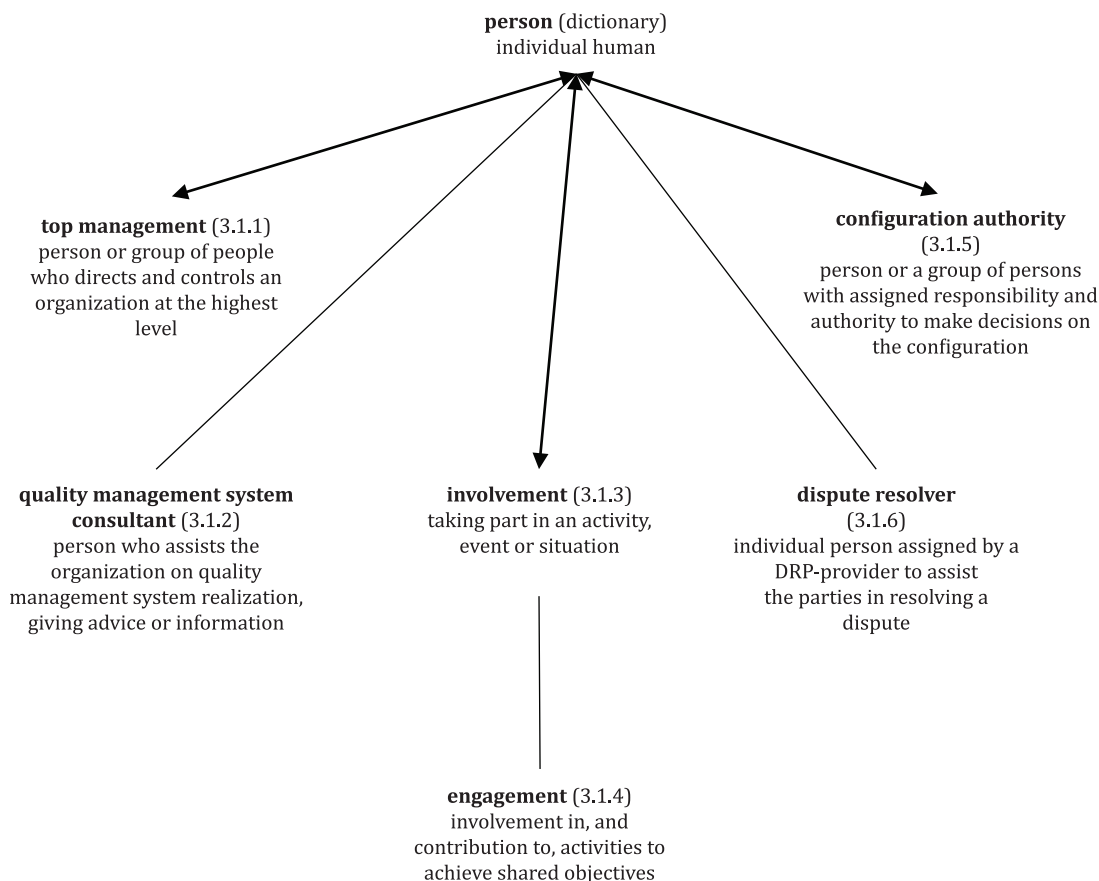 person (dictionary)
individual human
top management (3.1.1)
person or group of people
who directs and controls an
organization at the highest
level
configuration authority
(3.1.5)
person or a group of persons
with assigned responsibility and
authority to make decisions on
the configuration
quality management system
consultant (3.1.2)
person who assists the
organization on quality
management system realization,
giving advice or information
involvement (3.1.3)
taking part in an activity,
event or situation
dispute resolver
(3.1.6)
individual person assigned by a
DRP-provider to assist
the parties in resolving a
dispute
engagement (3.1.4)
involvement in, and
contribution to, activities to
achieve shared objectives